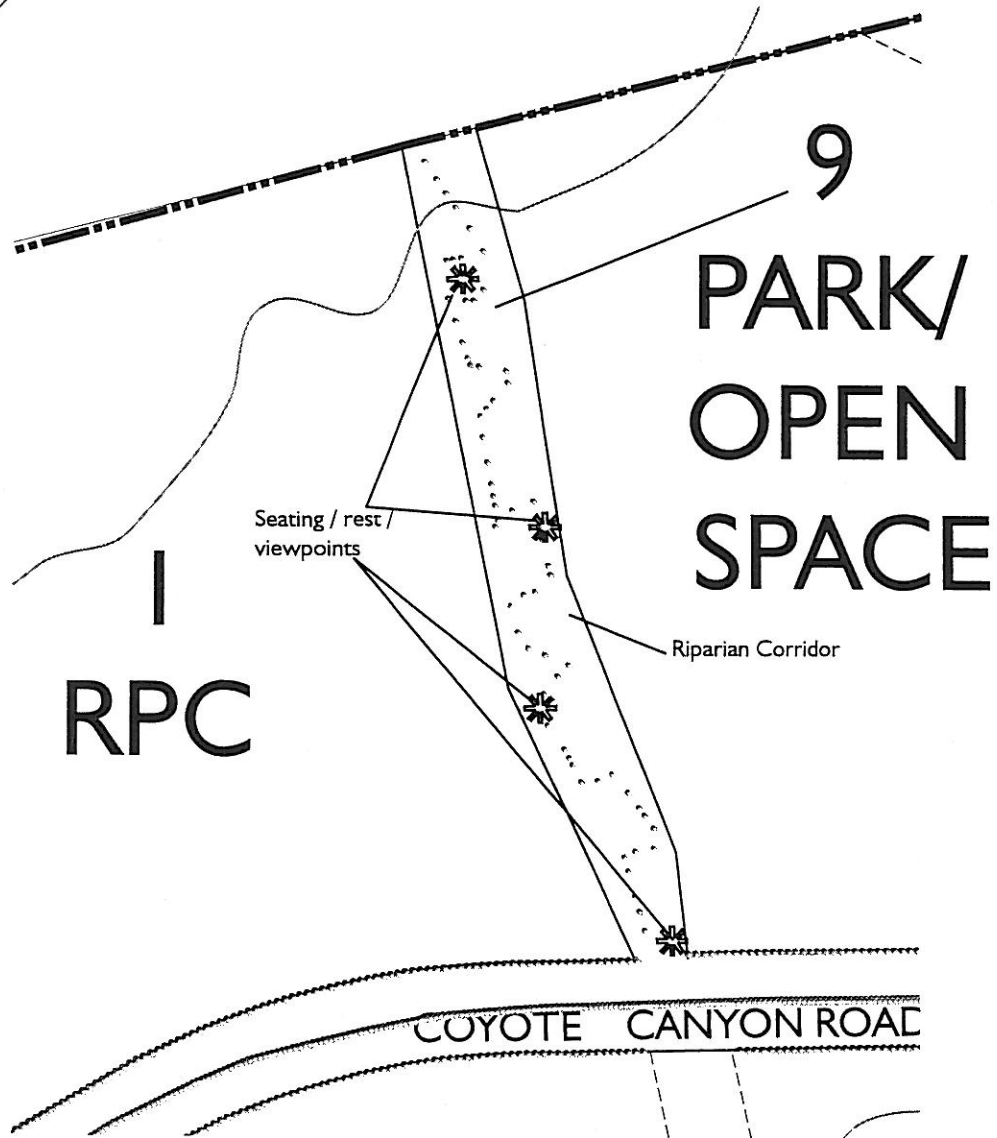 9
PARK/
OPEN
SPACE
Seating / rest /
viewpoints
1
RPC
Riparian Corridor
COYOTE CANYON ROAD